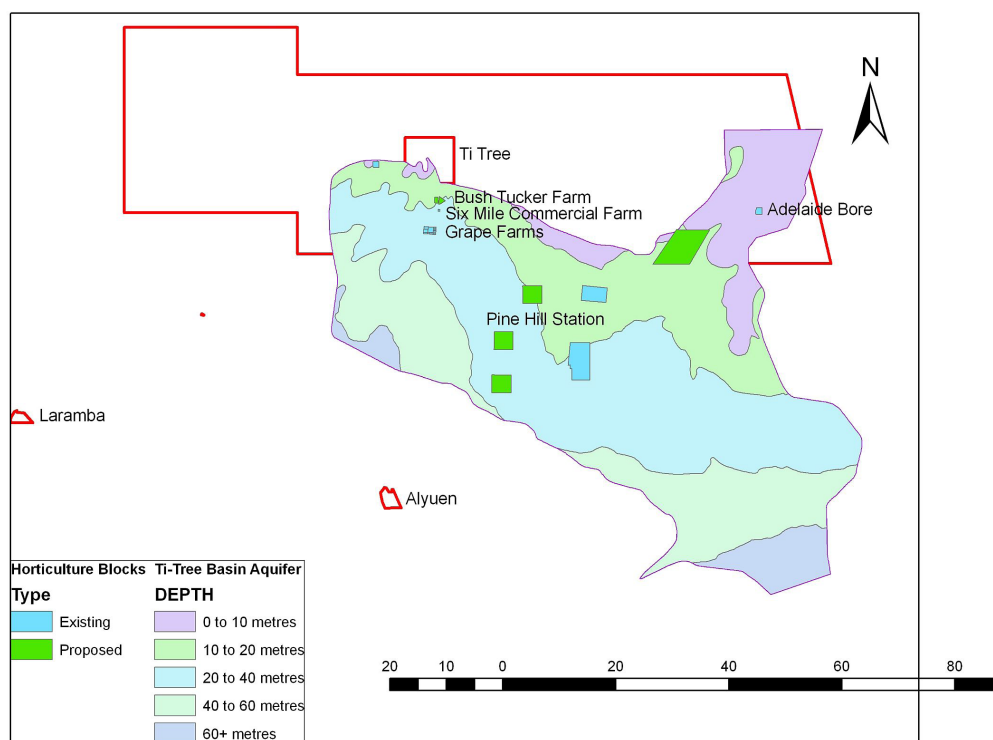 N
Ti Tree
Bush Tucker Farm
Six Mile Commercial Farm
Grape Farms
Adelaide Bore
Pine Hill Station
Laramba
Alyuen
Horticulture Blocks Ti-Tree Basin Aquifer
Type DEPTH
Existing 0 to 10 metres
Proposed 10 to 20 metres
20 to 40 metres
40 to 60 metres
60+ metres
20 10 0 20 40 60 80